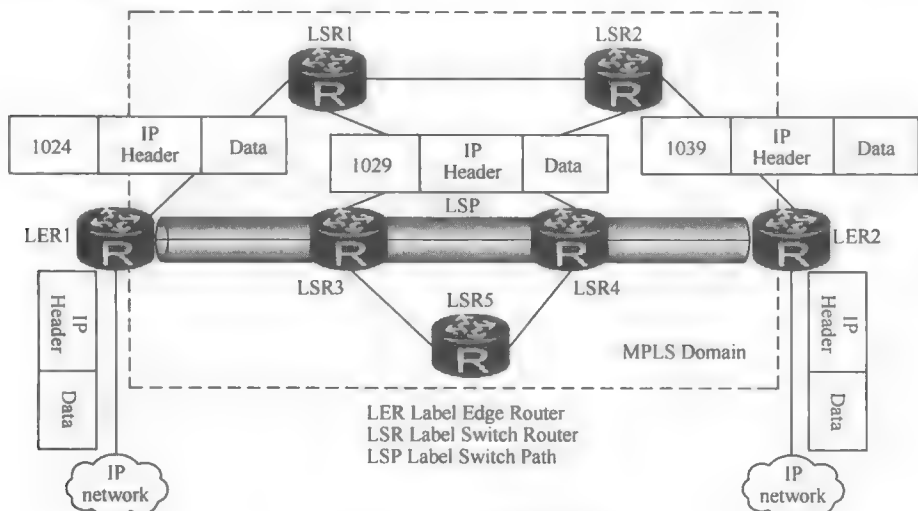 LSR1
LSR2
1024
IP Header
Data
1029
IP Header
Data
1039
IP Header
Data
LSP
LER1
R
R
R
R
R
R
R
LER2
LSR3
LSR4
LSR5
IP Header
Data
MPLS Domain
IP Header
Data
LER Label Edge Router
LSR Label Switch Router
LSP Label Switch Path
IP network
IP network